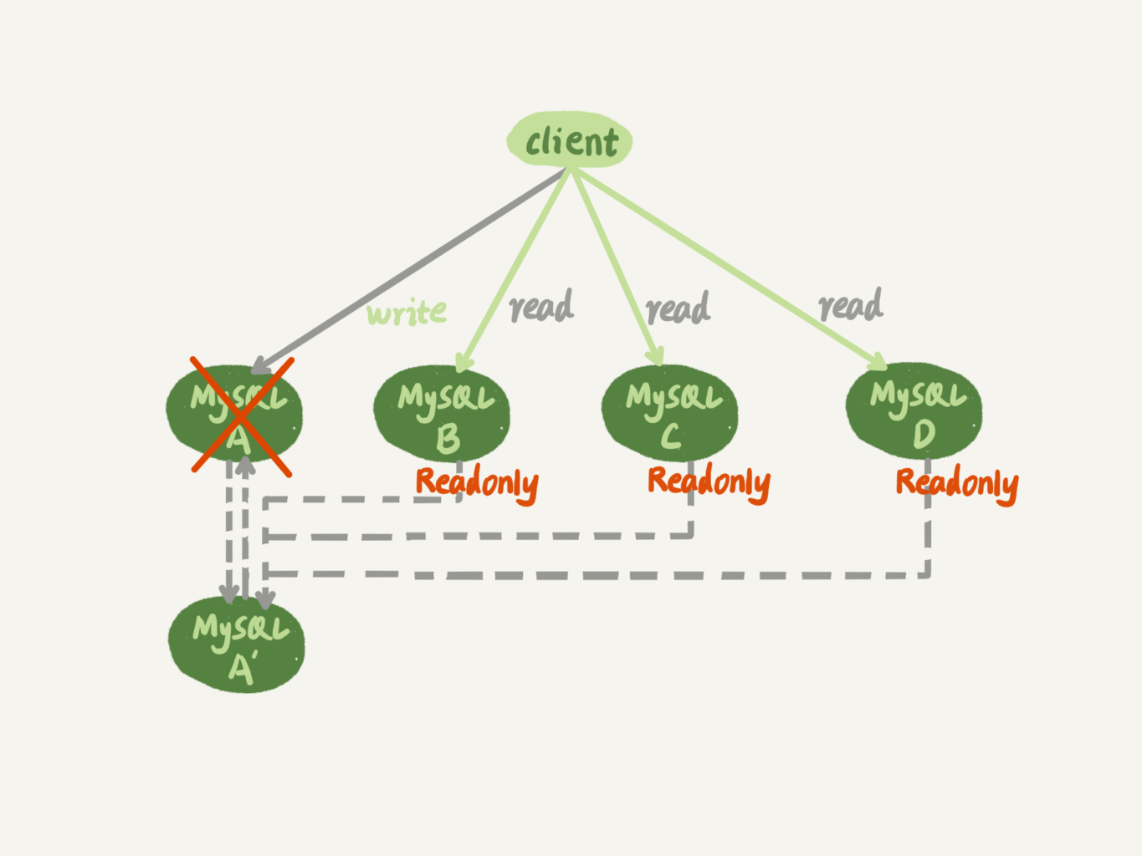 client
write
read
read
read
MySQL
A
MySQL
B
MySQL
C
MySQL
D
Readonly
Readonly
Readonly
MySQL
A'